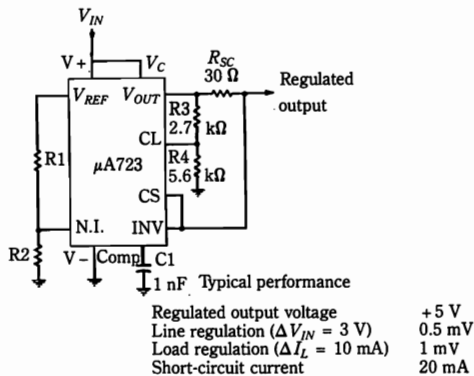 V_IN
V+ V_C
R_SC
30 Ω
Regulated
output
V_REF V_OUT
R3
2.7 kΩ
CL
R1
R4
5.6 kΩ
μA723
CS
N.I. INV
R2
V− Comp C1
1 nF Typical performance
Regulated output voltage +5 V
Line regulation (ΔV_IN = 3 V) 0.5 mV
Load regulation (ΔI_L = 10 mA) 1 mV
Short-circuit current 20 mA